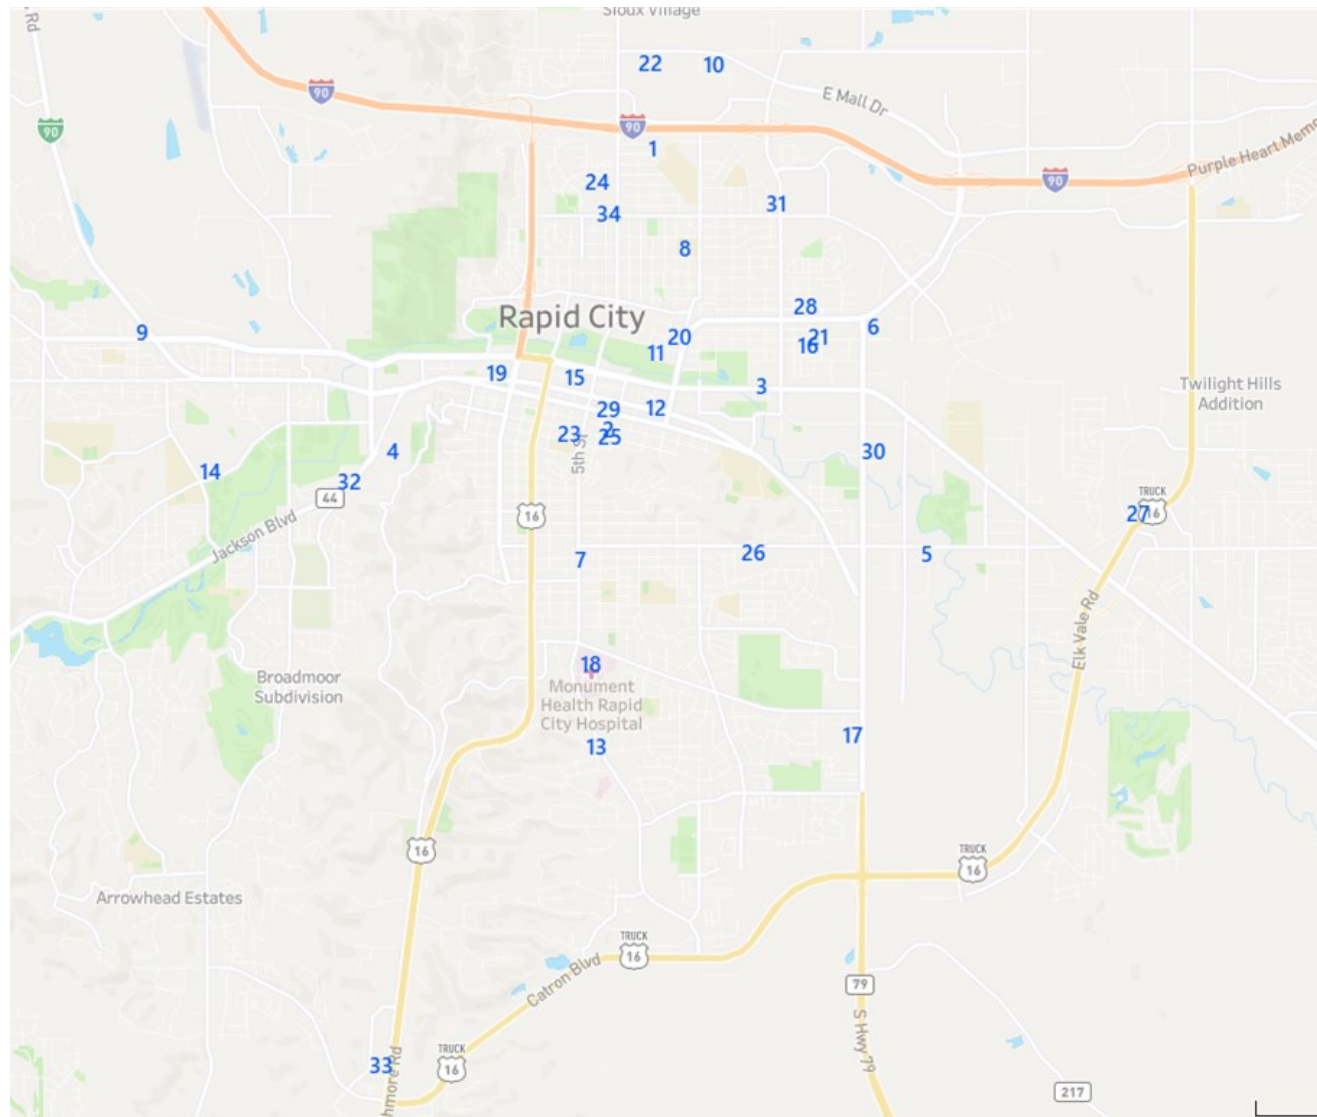 Sioux Village
Rd
22
10
90
E Mall Dr
90
90
1
Purple Heart Memo
90
24
31
34
8
28
Rapid City
6
9
20
21
11
16
19
15
3
Twilight Hills
Addition
29
12
2
23
25
4
30
5th St
14
32
44
TRUCK
27
16
16
Jackson Blvd
7
26
5
Elk Vale Rd
18
Broadmoor
Subdivision
Monument
Health Rapid
City Hospital
17
13
16
TRUCK
16
Arrowhead Estates
TRUCK
16
Catron Blvd
79
S Hwy 79
33
TRUCK
16
hmore Rd
217